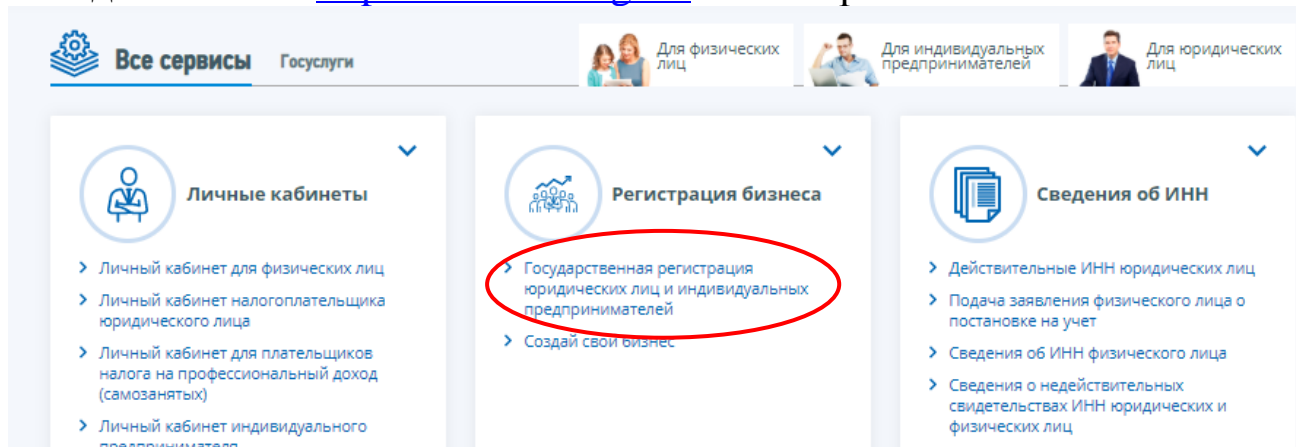 Все сервисы
Госуслуги
Для физических
лиц
Для индивидуальных
предпринимателей
Для юридических
лиц
Личные кабинеты
Личный кабинет для физических лиц
Личный кабинет налогоплательщика
юридического лица
Личный кабинет для плательщиков
налога на профессиональный доход
(самозанятых)
Личный кабинет индивидуального
предпринимателя
Регистрация бизнеса
Государственная регистрация
юридических лиц и индивидуальных
предпринимателей
Создай свой бизнес
Сведения об ИНН
Действительные ИНН юридических лиц
Подача заявления физического лица о
постановке на учет
Сведения об ИНН физического лица
Сведения о недействительных
свидетельствах ИНН юридических и
физических лиц